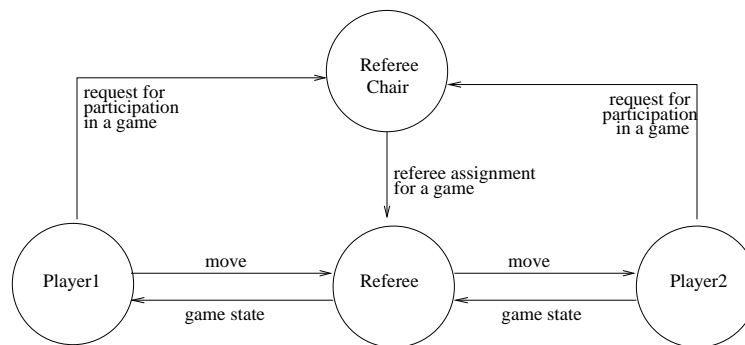 Referee
Chair
request for
participation
in a game
request for
participation
in a game
referee assignment
for a game
Player1
move
game state
Referee
move
game state
Player2